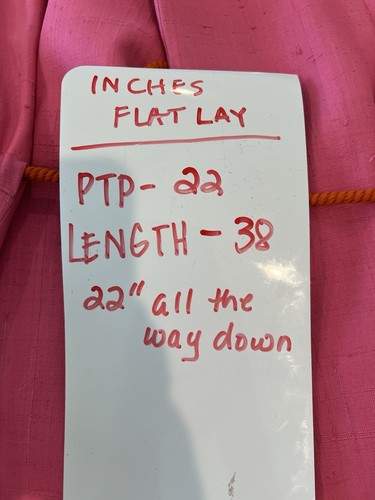 INCHES
FLAT LAY
PTP- 22
LENGTH - 38
22" all the
way down